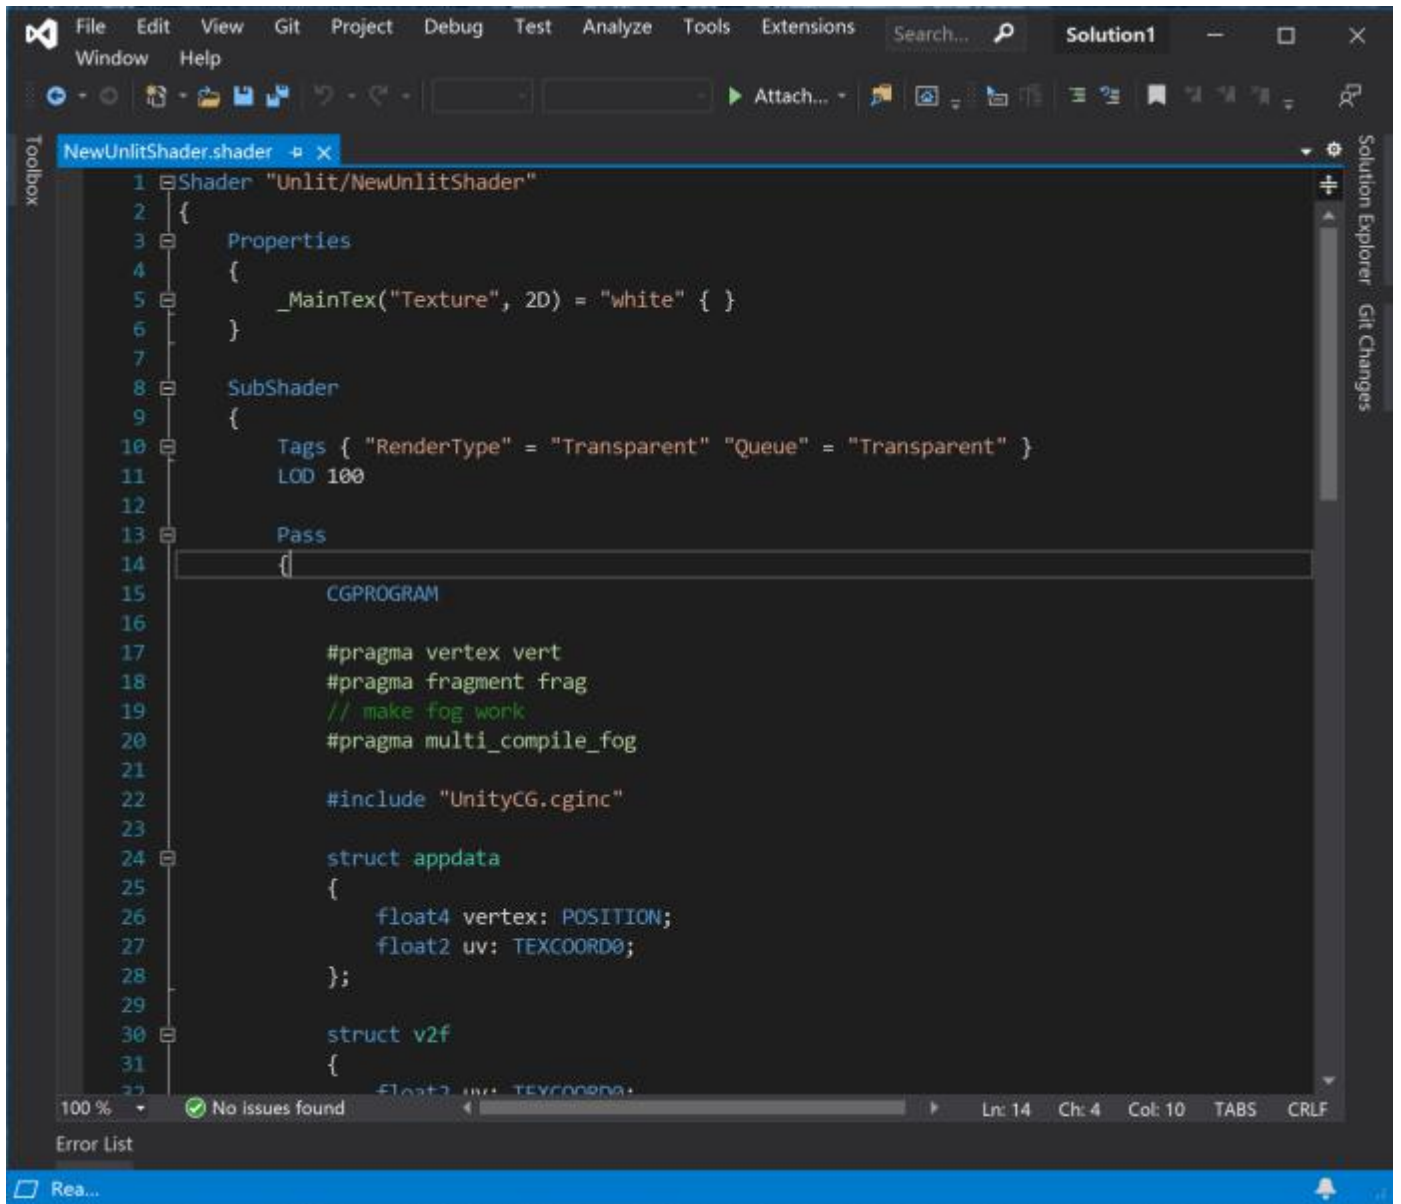 File Edit View Git Project Debug Test Analyze Tools Extensions Search... Solution1
Window Help
Attach...
Toolbox
NewUnlitShader.shader
Solution Explorer
Git Changes
1 Shader "Unlit/NewUnlitShader"
2 {
3 Properties
4 {
5 _MainTex("Texture", 2D) = "white" { }
6 }
7
8 SubShader
9 {
10 Tags { "RenderType" = "Transparent" "Queue" = "Transparent" }
11 LOD 100
12
13 Pass
14 {
15 CGPROGRAM
16
17 #pragma vertex vert
18 #pragma fragment frag
19 // make fog work
20 #pragma multi_compile_fog
21
22 #include "UnityCG.cginc"
23
24 struct appdata
25 {
26 float4 vertex: POSITION;
27 float2 uv: TEXCOORD0;
28 };
29
30 struct v2f
31 {
32 float2 uv: TEXCOORD0;
100 % No issues found Ln: 14 Ch: 4 Col: 10 TABS CRLF
Error List
Rea...